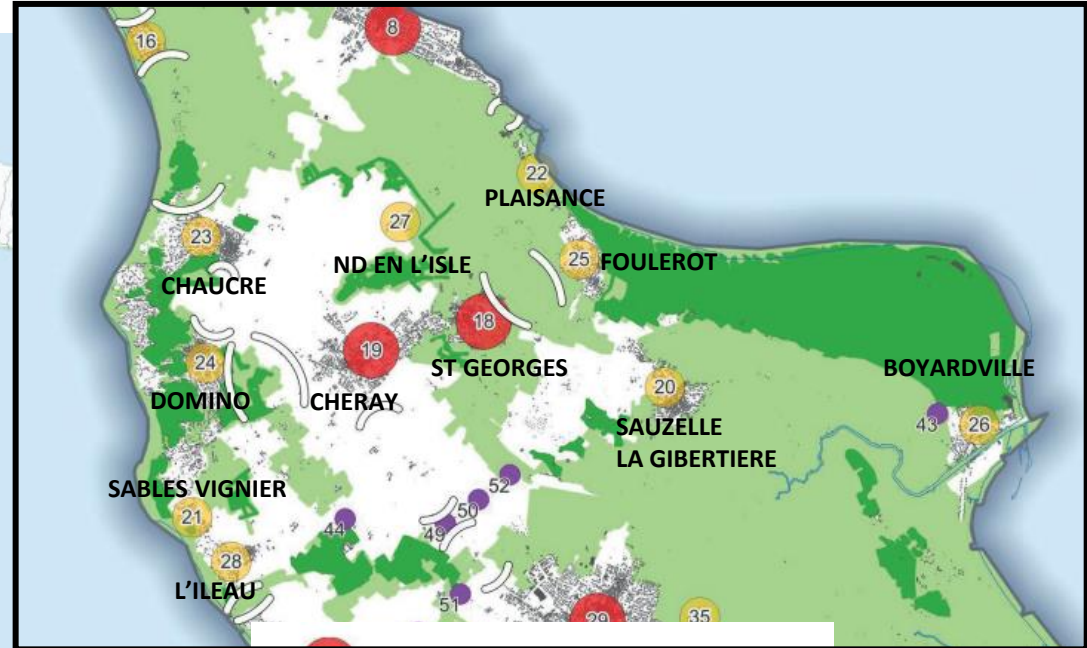 8
16
22
PLAISANCE
27
23
25
FOULEROT
ND EN L'ISLE
CHAUCRE
18
19
24
ST GEORGES
BOYARDVILLE
20
DOMINO
CHERAY
43
26
SAUZELLE
LA GIBERTIERE
52
SABLES VIGNIER
50
21
44
49
28
L'ILEAU
51
29
35